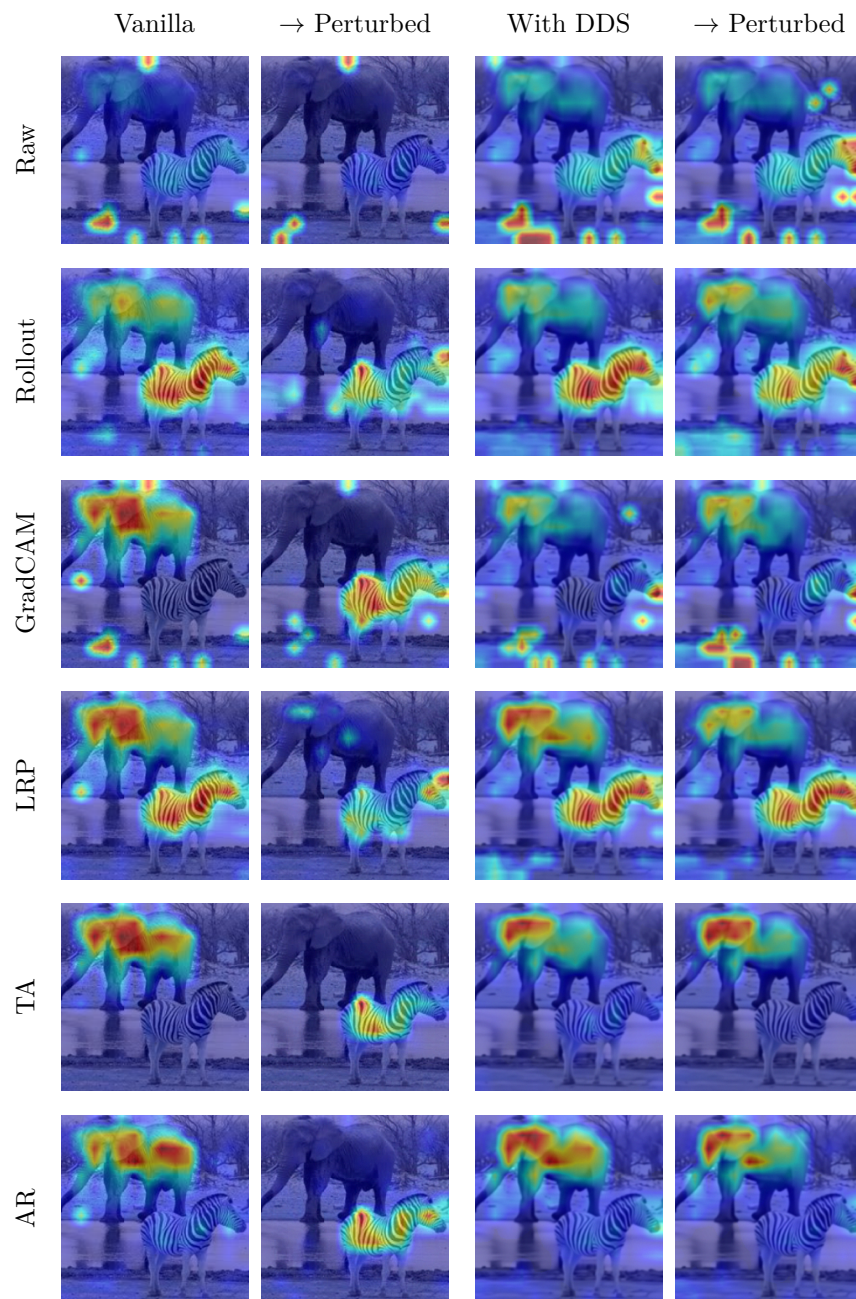 Vanilla → Perturbed With DDS → Perturbed
Raw
Rollout
GradCAM
LRP
TA
AR